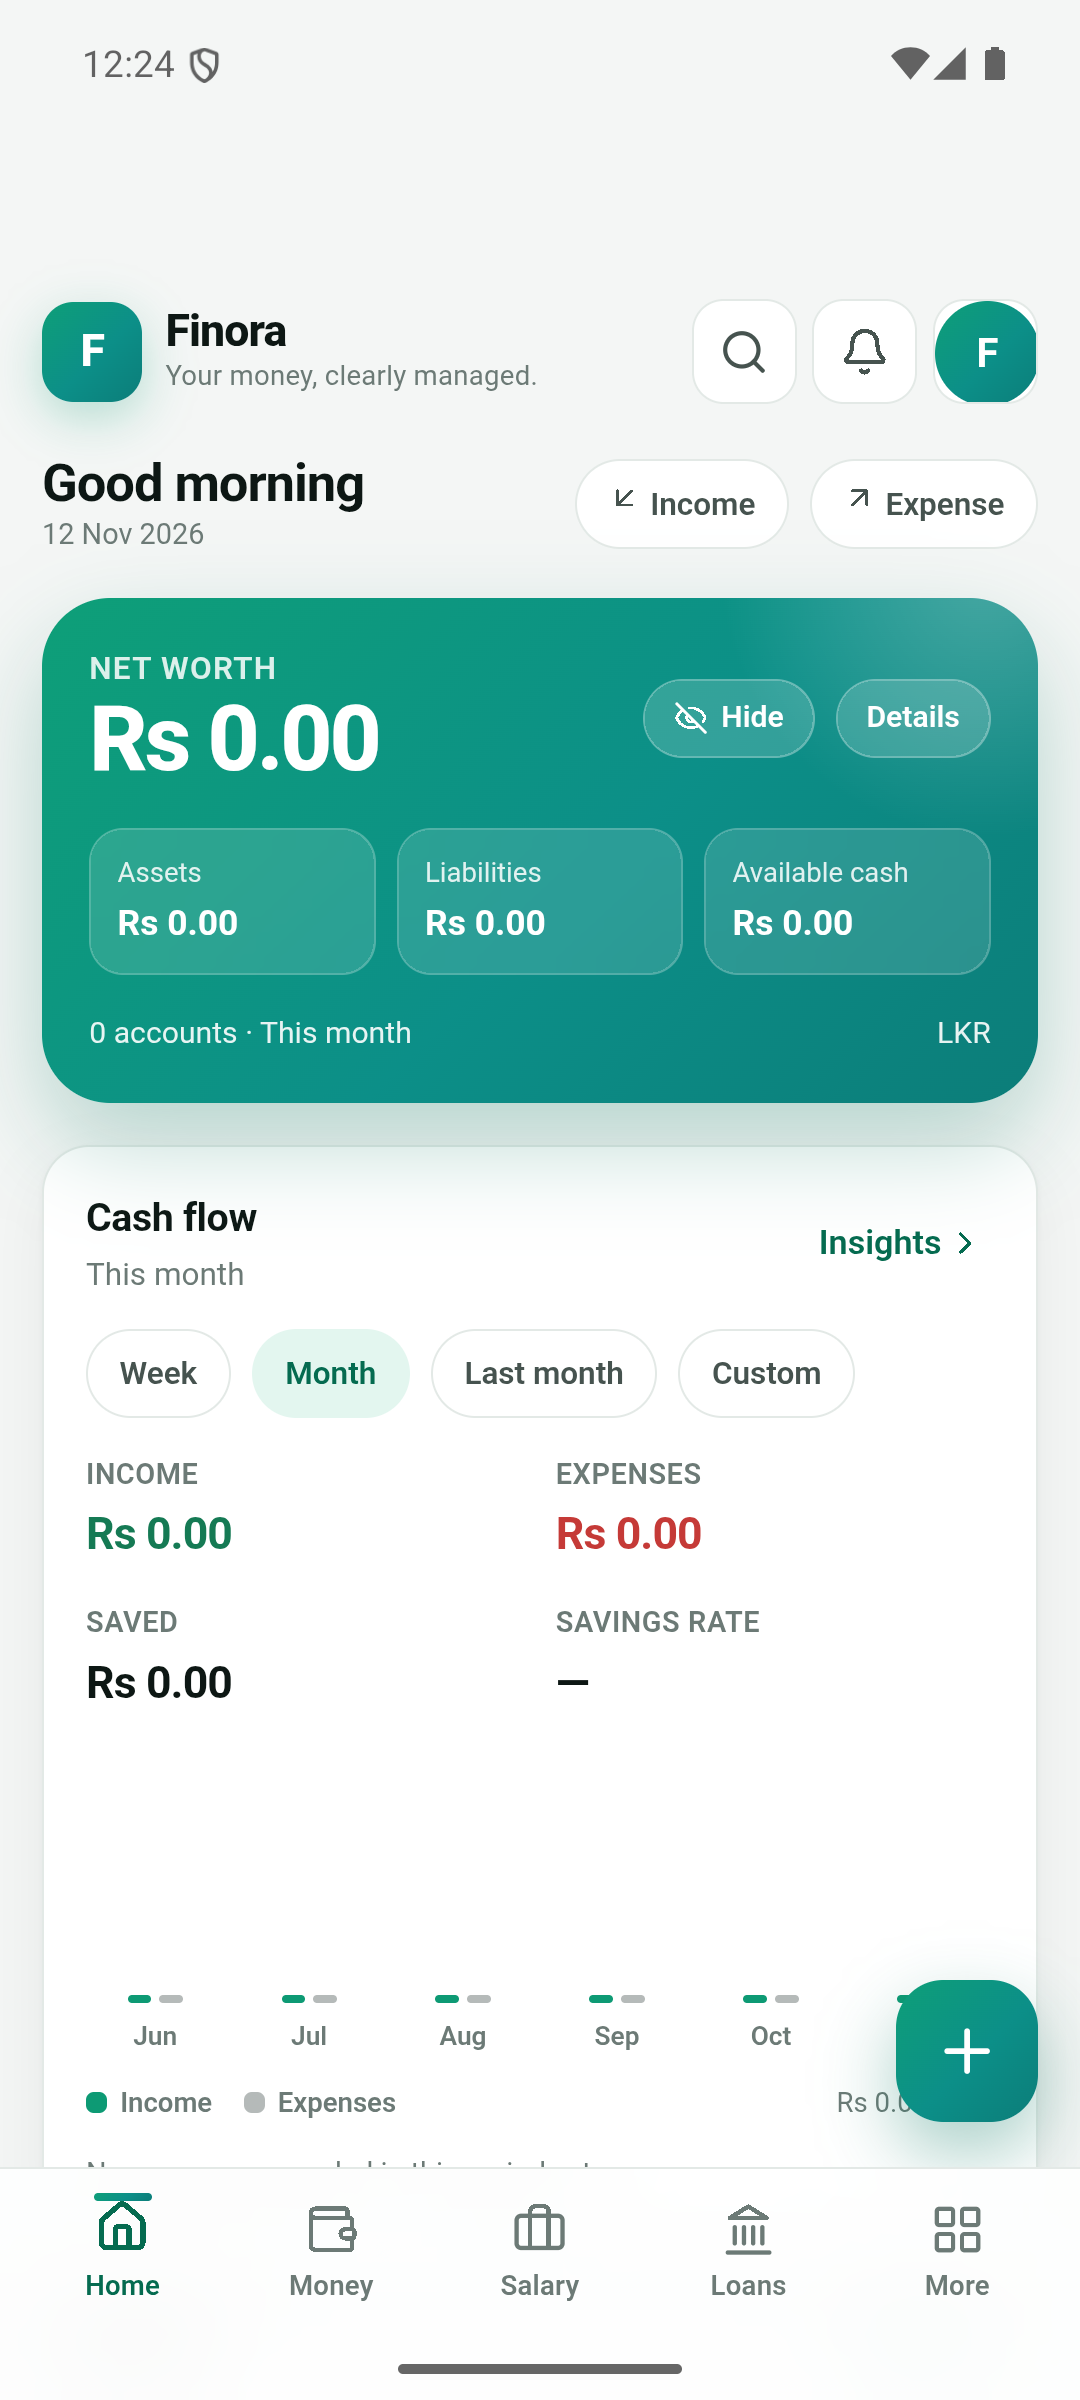 12:24
F
Finora
Your money, clearly managed.
F
Good morning
12 Nov 2026
Income
Expense
NET WORTH
Rs 0.00
Hide
Details
Assets
Rs 0.00
Liabilities
Rs 0.00
Available cash
Rs 0.00
0 accounts · This month
LKR
Cash flow
This month
Insights
Week
Month
Last month
Custom
INCOME
Rs 0.00
EXPENSES
Rs 0.00
SAVED
Rs 0.00
SAVINGS RATE
—
Jun
Jul
Aug
Sep
Oct
Income
Expenses
Rs 0.0
Home
Money
Salary
Loans
More